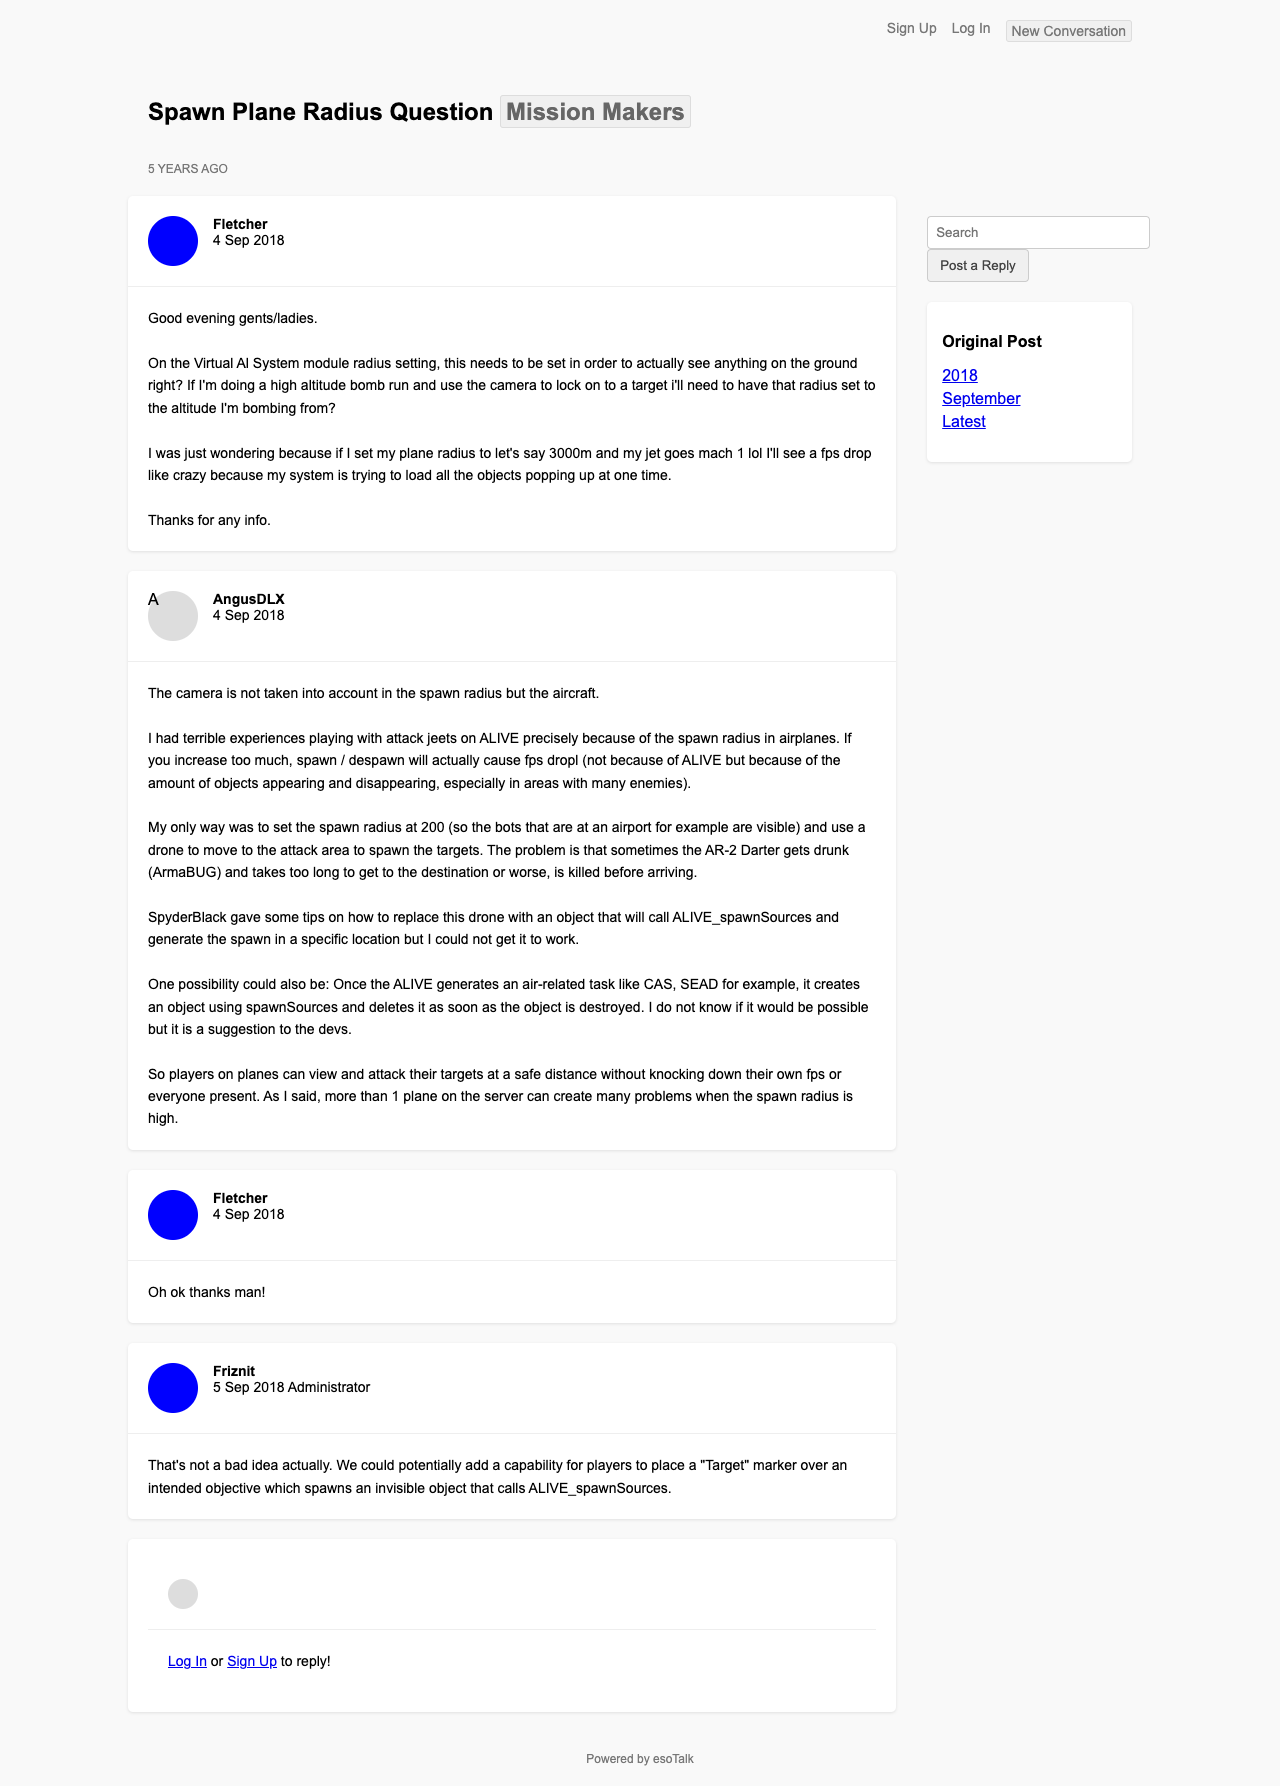 Sign Up Log In New Conversation
Spawn Plane Radius Question Mission Makers
5 YEARS AGO
Fletcher
4 Sep 2018
Good evening gents/ladies.
On the Virtual AI System module radius setting, this needs to be set in order to actually see anything on the ground
right? If I'm doing a high altitude bomb run and use the camera to lock on to a target i'll need to have that radius set to
the altitude I'm bombing from?
I was just wondering because if I set my plane radius to let's say 3000m and my jet goes mach 1 lol I'll see a fps drop
like crazy because my system is trying to load all the objects popping up at one time.
Thanks for any info.
Search
Post a Reply
Original Post
2018
September
Latest
A
AngusDLX
4 Sep 2018
The camera is not taken into account in the spawn radius but the aircraft.
I had terrible experiences playing with attack jeets on ALIVE precisely because of the spawn radius in airplanes. If
you increase too much, spawn / despawn will actually cause fps dropl (not because of ALIVE but because of the
amount of objects appearing and disappearing, especially in areas with many enemies).
My only way was to set the spawn radius at 200 (so the bots that are at an airport for example are visible) and use a
drone to move to the attack area to spawn the targets. The problem is that sometimes the AR-2 Darter gets drunk
(ArmaBUG) and takes too long to get to the destination or worse, is killed before arriving.
SpyderBlack gave some tips on how to replace this drone with an object that will call ALIVE_spawnSources and
generate the spawn in a specific location but I could not get it to work.
One possibility could also be: Once the ALIVE generates an air-related task like CAS, SEAD for example, it creates
an object using spawnSources and deletes it as soon as the object is destroyed. I do not know if it would be possible
but it is a suggestion to the devs.
So players on planes can view and attack their targets at a safe distance without knocking down their own fps or
everyone present. As I said, more than 1 plane on the server can create many problems when the spawn radius is
high.
Fletcher
4 Sep 2018
Oh ok thanks man!
Friznit
5 Sep 2018 Administrator
That's not a bad idea actually. We could potentially add a capability for players to place a "Target" marker over an
intended objective which spawns an invisible object that calls ALIVE_spawnSources.
Log In or Sign Up to reply!
Powered by esoTalk